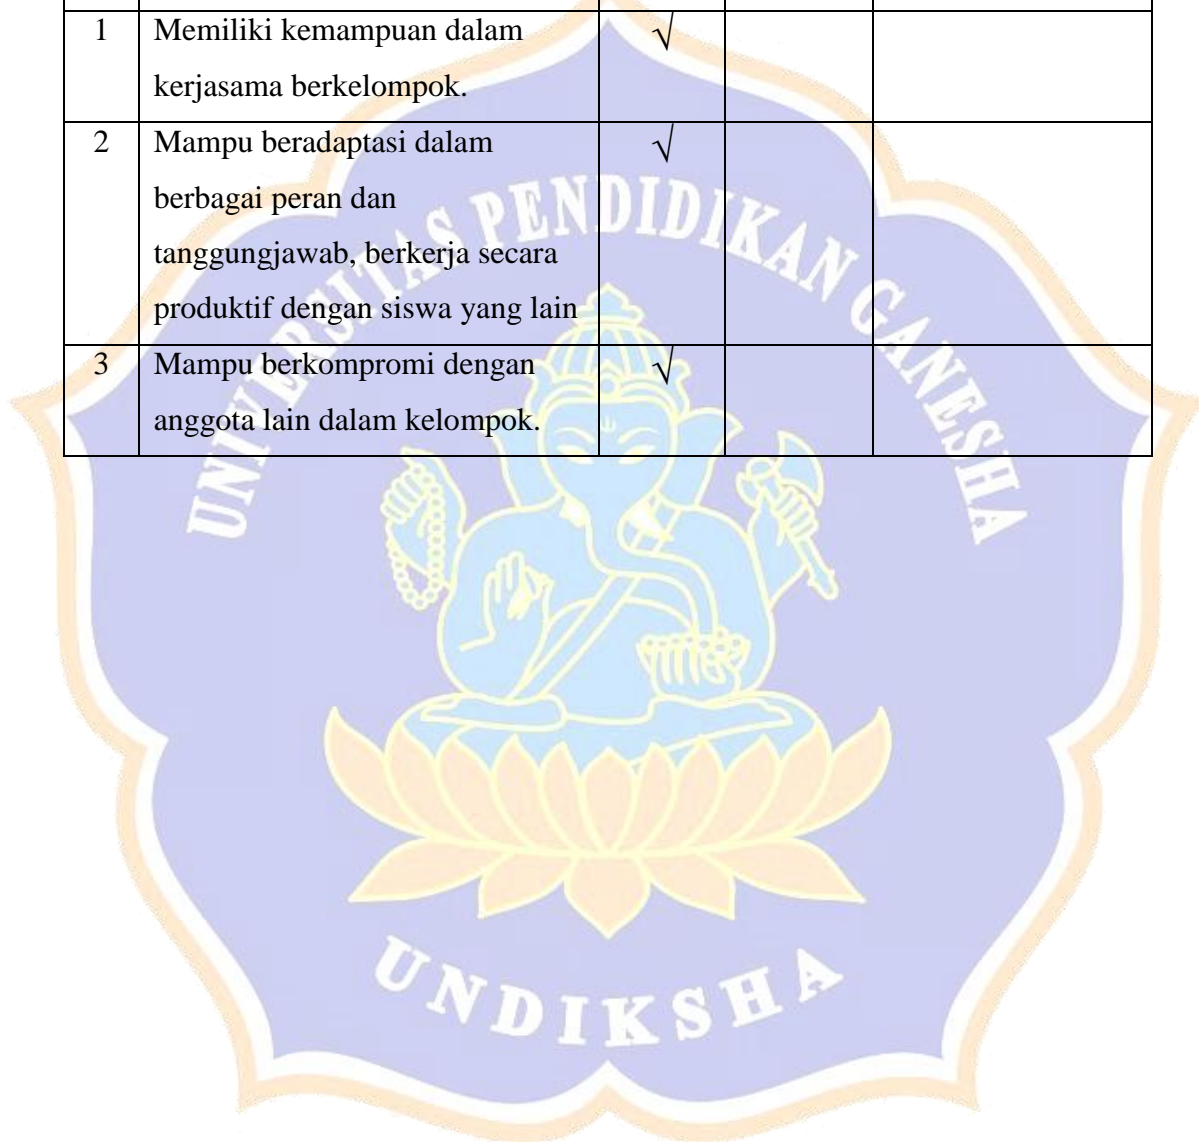 1 Memiliki kemampuan dalam √
kerjasama berkelompok.
2 Mampu beradaptasi dalam √
berbagai peran dan
tanggungjawab, berkerja secara
produktif dengan siswa yang lain
3 Mampu berkompromi dengan √
anggota lain dalam kelompok.
UNIVERSITAS PENDIDIKAN GANESHA
UNDIKSHA